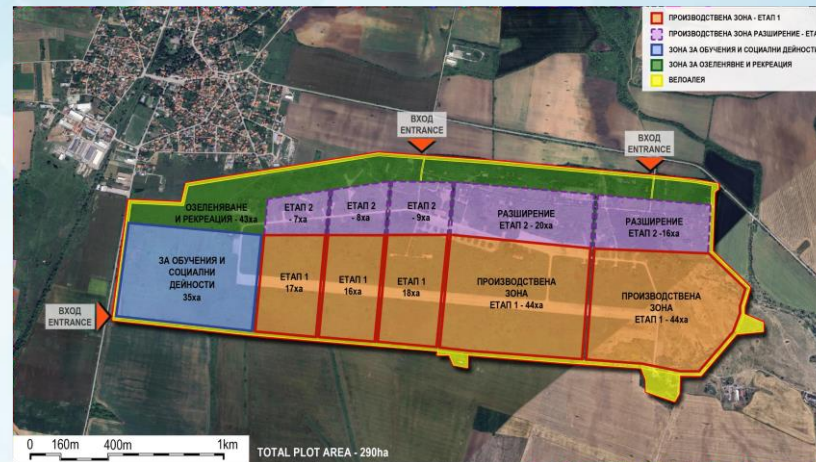 ПРОИЗВОДСТВЕНА ЗОНА - ЕТАП 1
ПРОИЗВОДСТВЕНА ЗОНА РАЗШИРЕНИЕ - ЕТА
ЗОНА ЗА ОБУЧЕНИЯ И СОЦИАЛНИ ДЕЙНОСТИ
ЗОНА ЗА ОЗЕЛЕНЯВНЕ И РЕКРЕАЦИЯ
ВЕЛОАЛЕЯ
ВХОД
ENTRANCE
ВХОД
ENTRANCE
ОЗЕЛЕНЯВАНЕ
И РЕКРЕАЦИЯ - 43ха
ЕТАП 2
- 7ха
ЕТАП 2
- 8ха
ЕТАП 2
- 9ха
РАЗШИРЕНИЕ
ЕТАП 2 - 20ха
РАЗШИРЕНИЕ
ЕТАП 2 -16ха
ЗА ОБУЧЕНИЯ И
СОЦИАЛНИ
ДЕЙНОСТИ
35ха
ЕТАП 1
17ха
ЕТАП 1
16ха
ЕТАП 1
18ха
ПРОИЗВОДСТВЕНА
ЗОНА
ЕТАП 1 - 44ха
ПРОИЗВОДСТВЕНА
ЗОНА
ЕТАП 1 - 44ха
ВХОД
ENTRANCE
0 160m 400m 1km
TOTAL PLOT AREA - 290ha